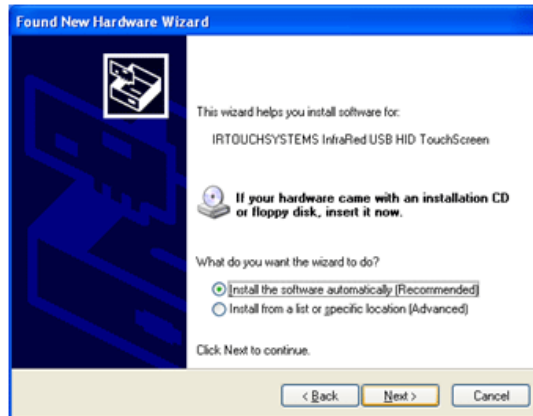 Found New Hardware Wizard
This wizard helps you install software for:
IRTOUCHSYSTEMS InfraRed USB HID TouchScreen
If your hardware came with an installation CD
or floppy disk, insert it now.
What do you want the wizard to do?
Install the software automatically (Recommended)
Install from a list or specific location (Advanced)
Click Next to continue.
< Back
Next >
Cancel